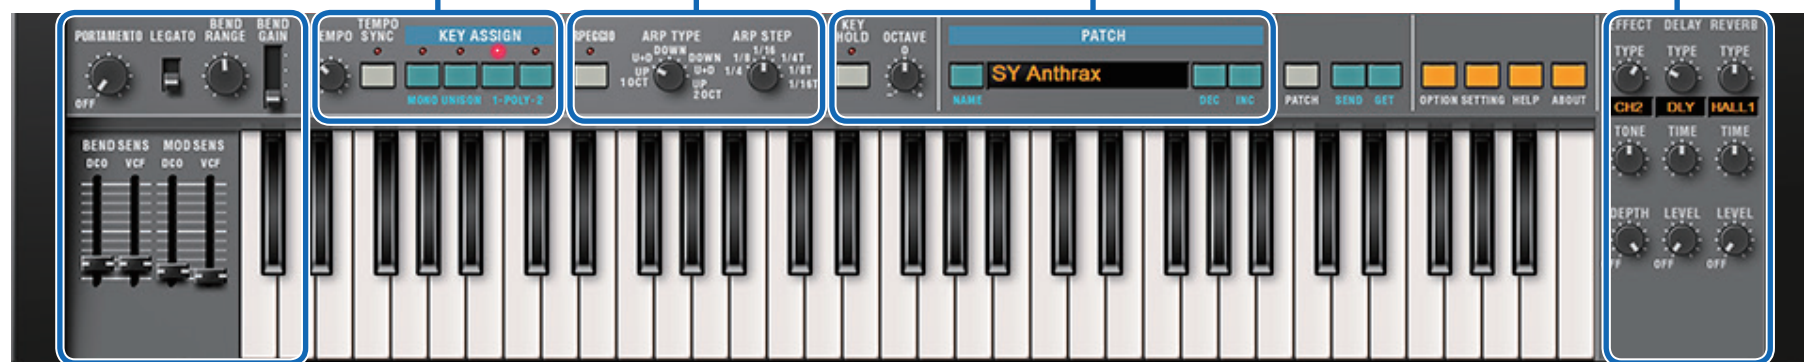 PORTAMENTO LEGATO BEND RANGE BEND GAIN
OFF
BEND SENS MOD SENS
DCO VCF DCO VCF
EMPO TEMPO SYNC KEY ASSIGN
MONO UNISON 1-POLY-2
RPEGGIO ARP TYPE ARP STEP
UP 1OCT U+D DOWN DOWN U+D UP 2OCT
1/4 1/8 1/16 1/4T 1/8T 1/16T
KEY HOLD OCTAVE
0
- +
PATCH
SY Anthrax
NAME DEC INC
PATCH SEND GET
OPTION SETTING HELP ABOUT
EFFECT DELAY REVERB
TYPE TYPE TYPE
CH2 DLY HALL1
TONE TIME TIME
DEPTH LEVEL LEVEL
FF OFF OFF